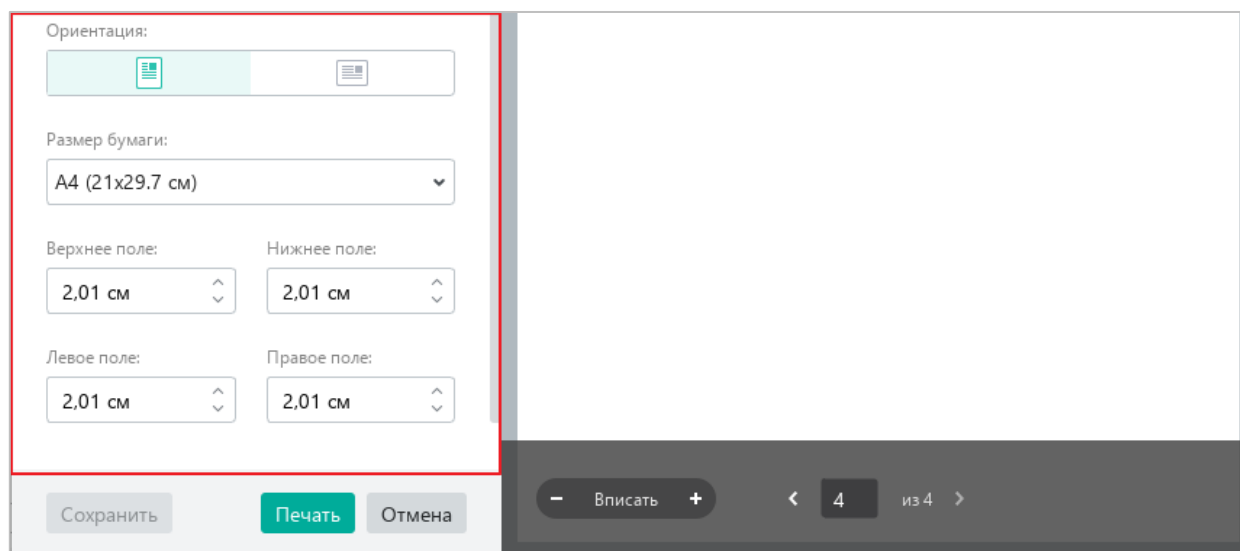 Ориентация:
Размер бумаги:
A4 (21x29.7 см)
Верхнее поле: Нижнее поле:
2,01 см 2,01 см
Левое поле: Правое поле:
2,01 см 2,01 см
Сохранить Печать Отмена − Вписать + 4 из 4